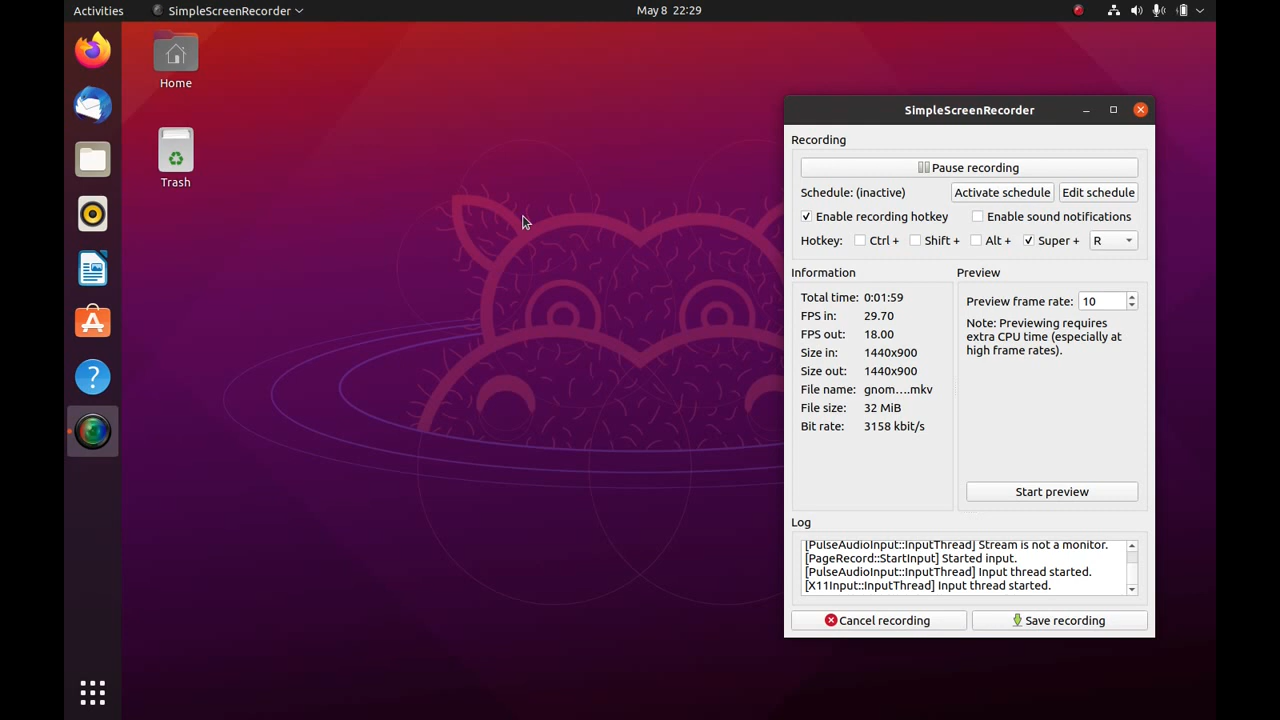 Activities SimpleScreenRecorder May 8 22:29
Home
Trash
SimpleScreenRecorder
Recording
Pause recording
Schedule: (inactive) Activate schedule Edit schedule
Enable recording hotkey Enable sound notifications
Hotkey: Ctrl + Shift + Alt + Super + R
Information
Total time: 0:01:59
FPS in: 29.70
FPS out: 18.00
Size in: 1440x900
Size out: 1440x900
File name: gnom....mkv
File size: 32 MiB
Bit rate: 3158 kbit/s
Preview
Preview frame rate: 10
Note: Previewing requires
extra CPU time (especially at
high frame rates).
Start preview
Log
[PulseAudioInput::InputThread] Stream is not a monitor.
[PageRecord::StartInput] Started input.
[PulseAudioInput::InputThread] Input thread started.
[X11Input::InputThread] Input thread started.
Cancel recording Save recording